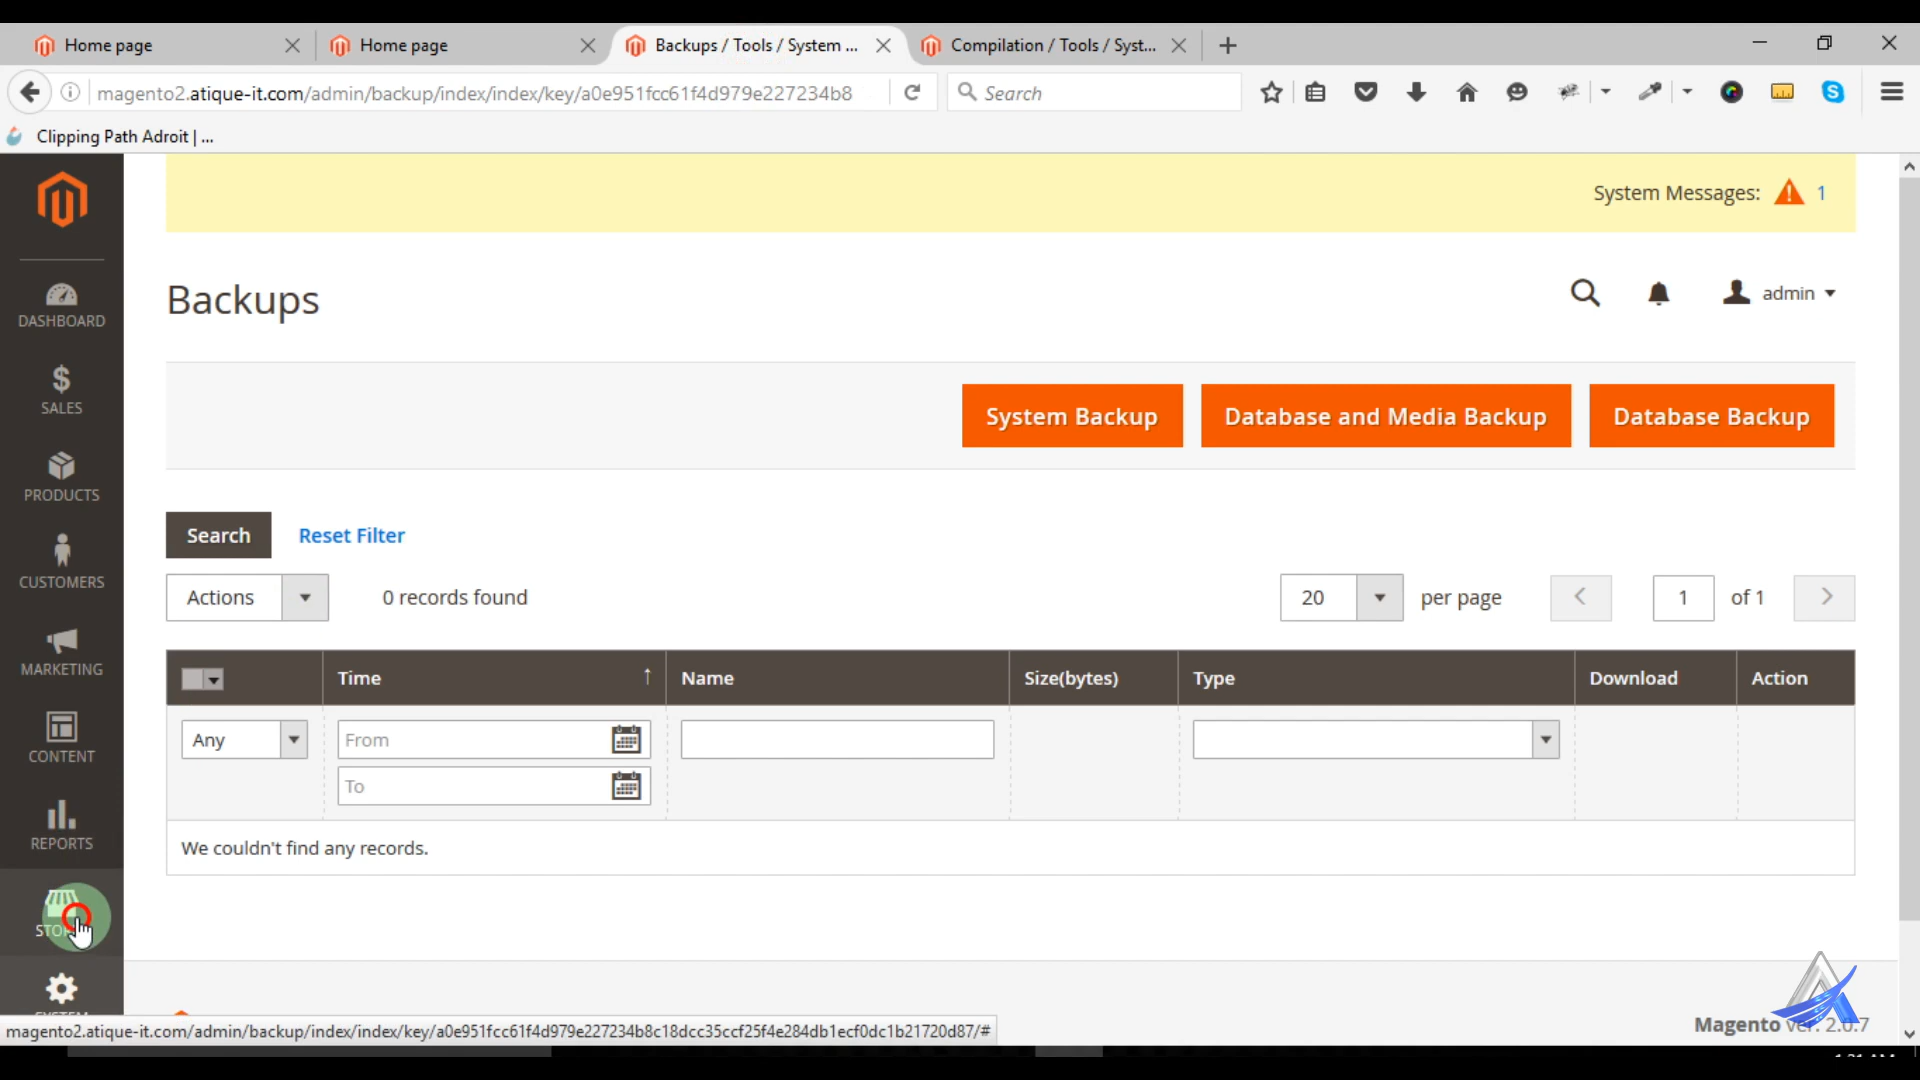 Home page
Home page
Backups / Tools / System ...
Compilation / Tools / Syst...
magento2.atique-it.com/admin/backup/index/index/key/a0e951fcc61f4d979e227234b8
Search
Clipping Path Adroit | ...
System Messages: 1
Backups
admin
DASHBOARD
SALES
PRODUCTS
CUSTOMERS
MARKETING
CONTENT
REPORTS
System Backup
Database and Media Backup
Database Backup
Search
Reset Filter
Actions
0 records found
20
per page
1
of 1
Time
Name
Size(bytes)
Type
Download
Action
Any
From
To
We couldn't find any records.
magento2.atique-it.com/admin/backup/index/index/key/a0e951fcc61f4d979e227234b8c18dcc35ccf25f4e284db1ecf0dc1b21720d87/#
Magento ver. 2.0.7